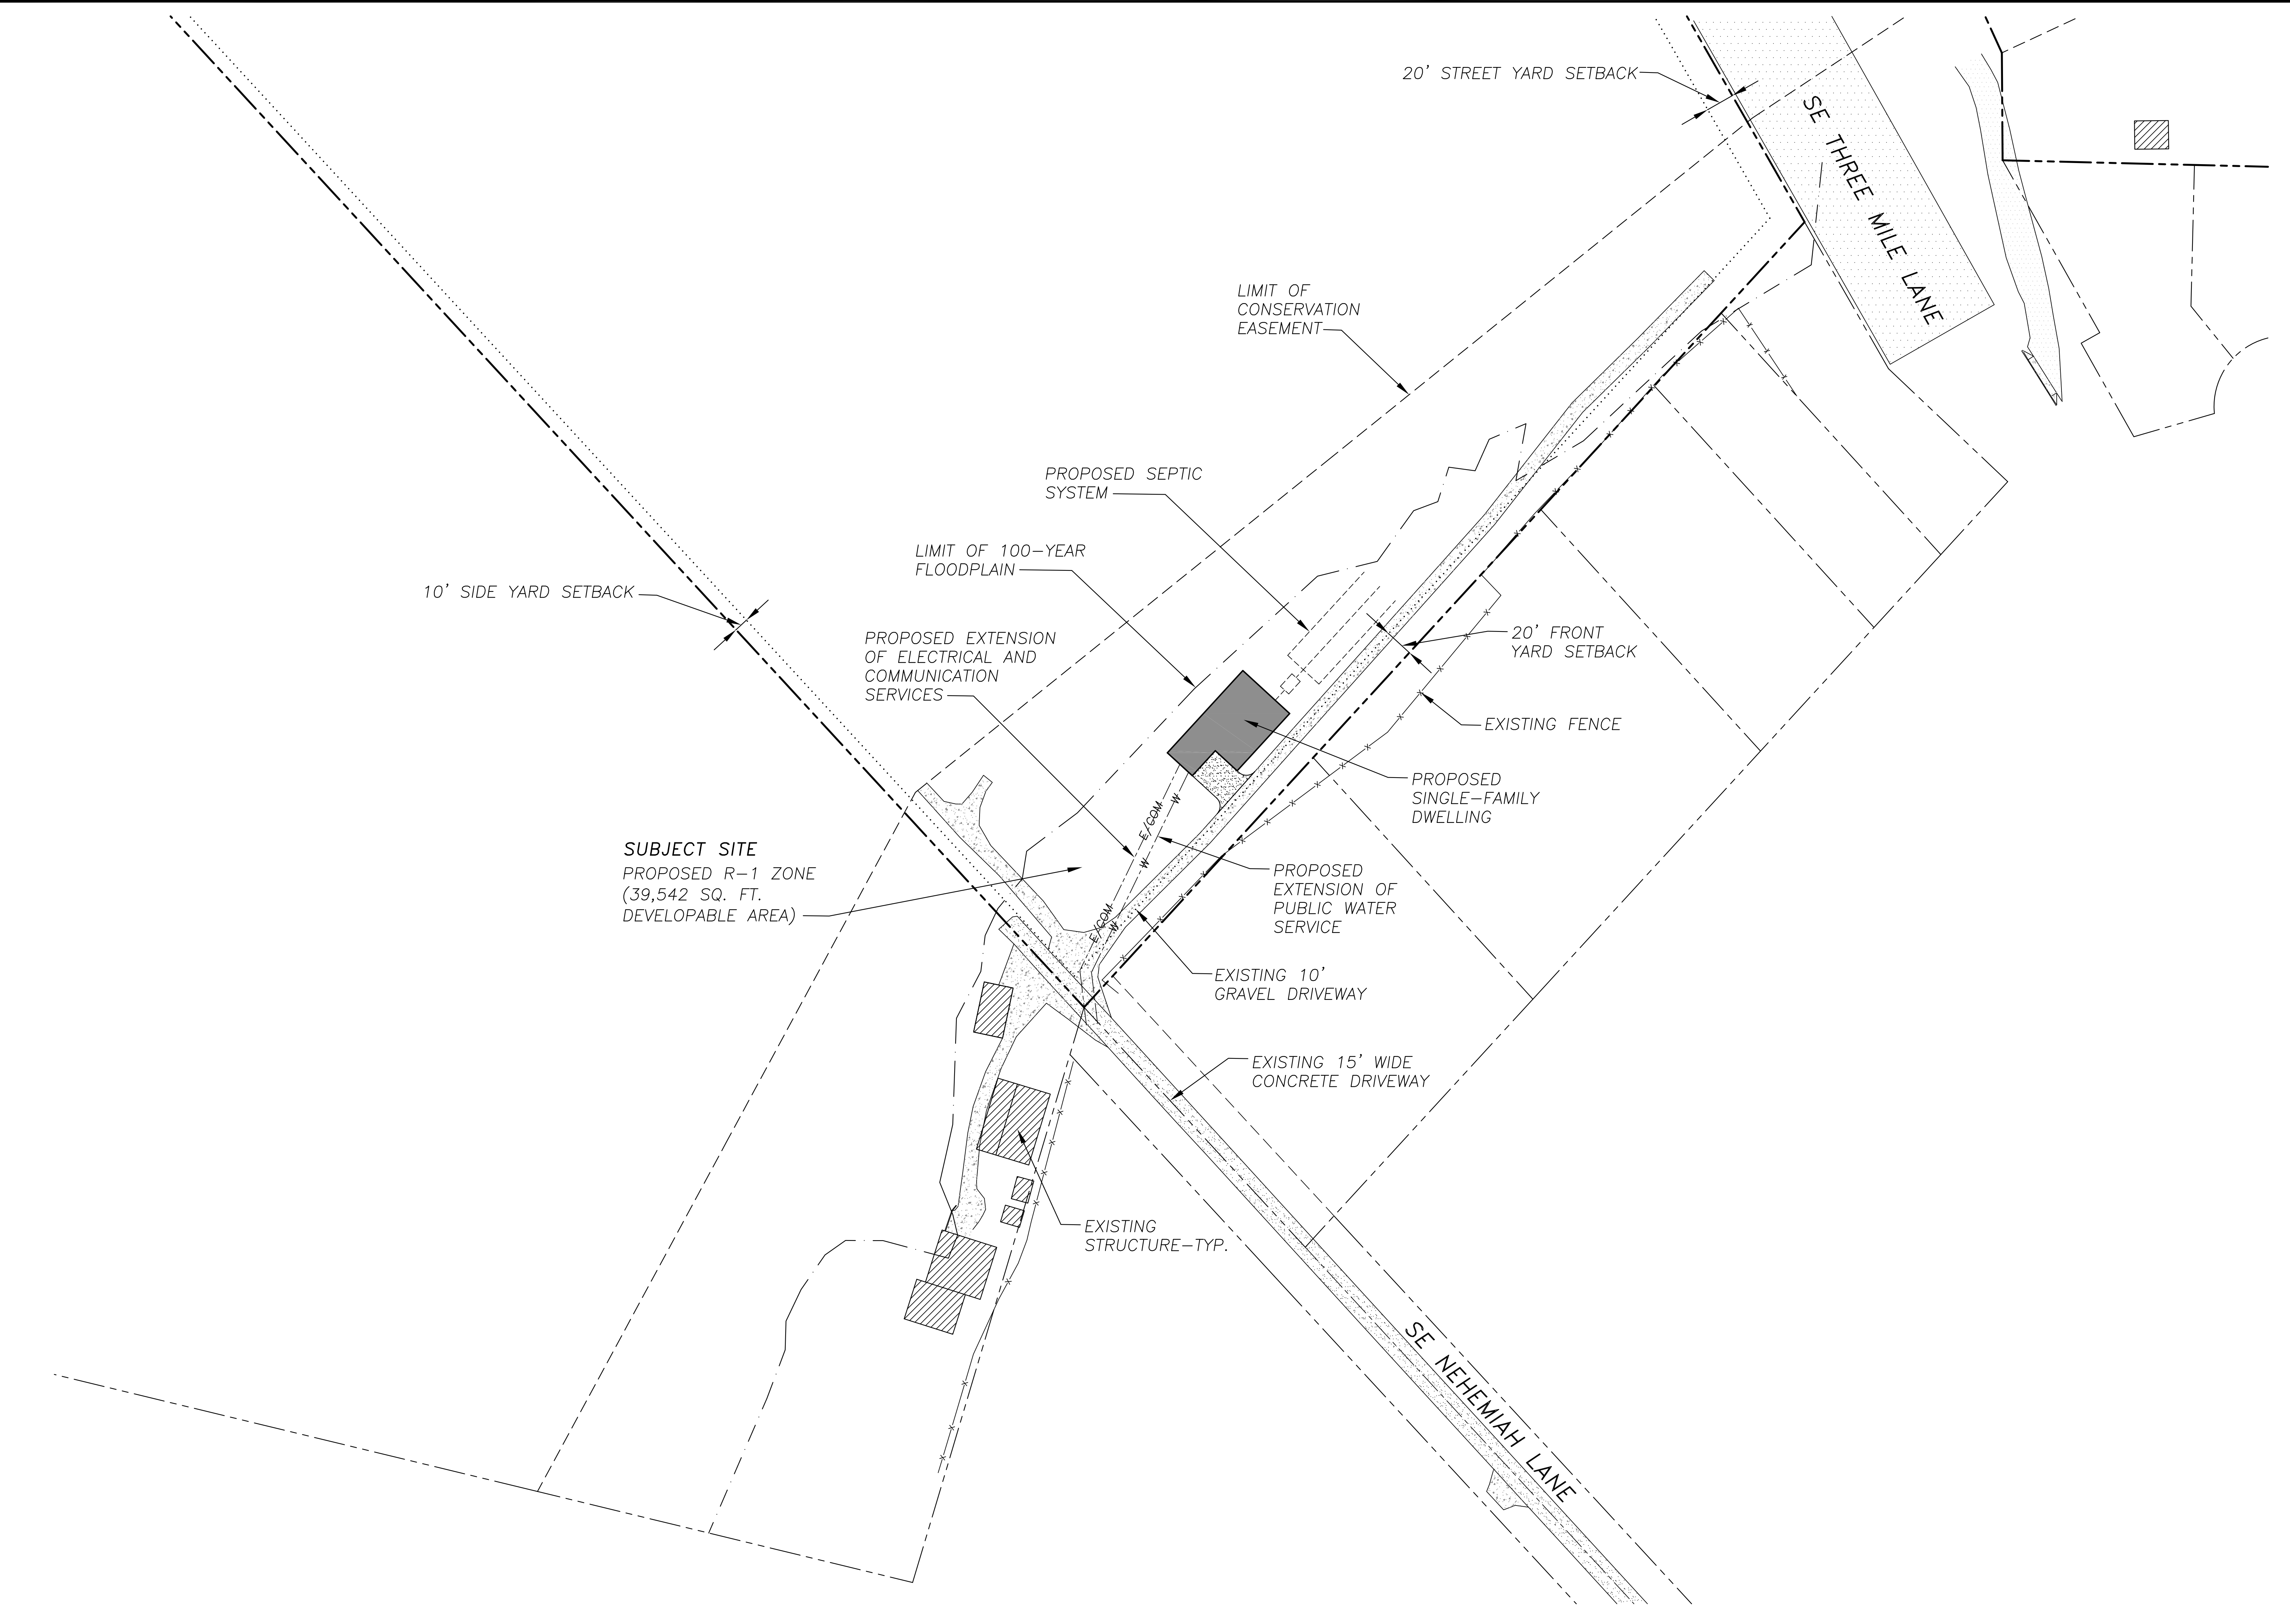 20' STREET YARD SETBACK
SE THREE MILE LANE
LIMIT OF
CONSERVATION
EASEMENT
PROPOSED SEPTIC
SYSTEM
LIMIT OF 100-YEAR
FLOODPLAIN
10' SIDE YARD SETBACK
PROPOSED EXTENSION
OF ELECTRICAL AND
COMMUNICATION
SERVICES
20' FRONT
YARD SETBACK
EXISTING FENCE
PROPOSED
SINGLE-FAMILY
DWELLING
E/COM
W
W
E/COM
W
SUBJECT SITE
PROPOSED R-1 ZONE
(39,542 SQ. FT.
DEVELOPABLE AREA)
PROPOSED
EXTENSION OF
PUBLIC WATER
SERVICE
EXISTING 10'
GRAVEL DRIVEWAY
EXISTING 15' WIDE
CONCRETE DRIVEWAY
EXISTING
STRUCTURE-TYP.
SE NEHEMIAH LANE